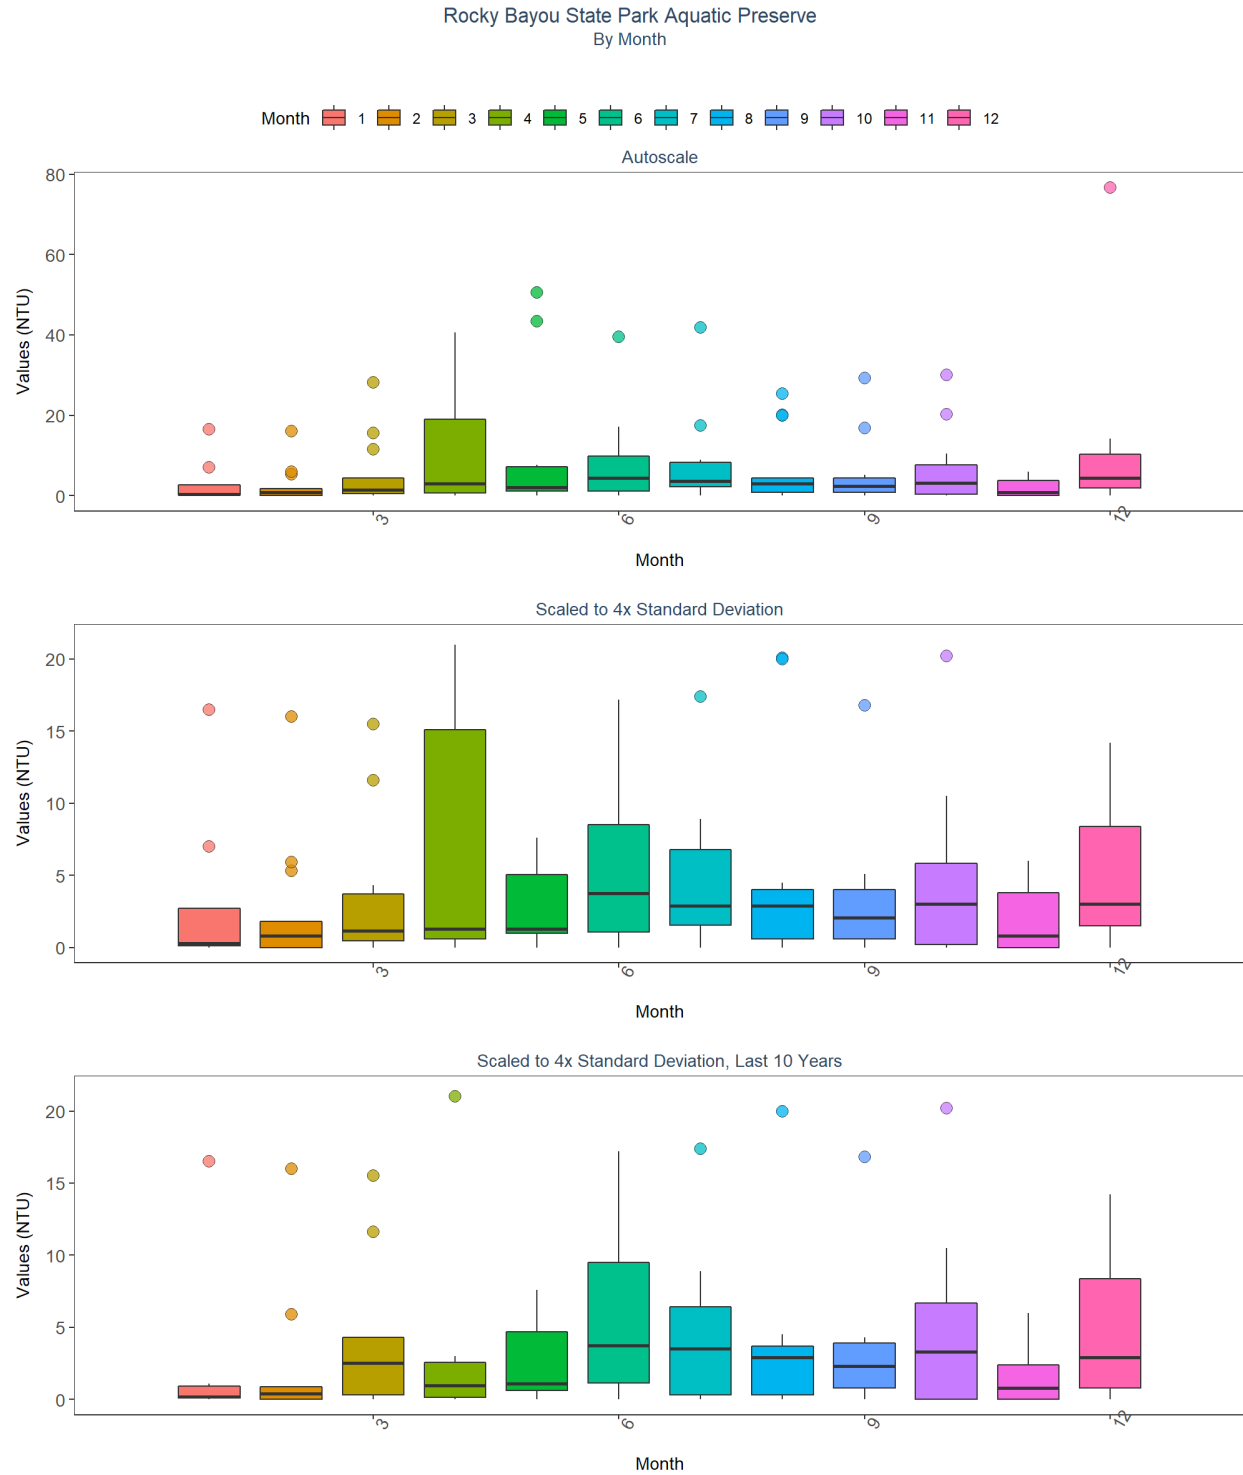 Rocky Bayou State Park Aquatic Preserve
By Month
Month 1 2 3 4 5 6 7 8 9 10 11 12
Autoscale
80
60
40
20
0
Values (NTU)
3 6 9 12
Month
Scaled to 4x Standard Deviation
20
15
10
5
0
Values (NTU)
3 6 9 12
Month
Scaled to 4x Standard Deviation, Last 10 Years
20
15
10
5
0
Values (NTU)
3 6 9 12
Month